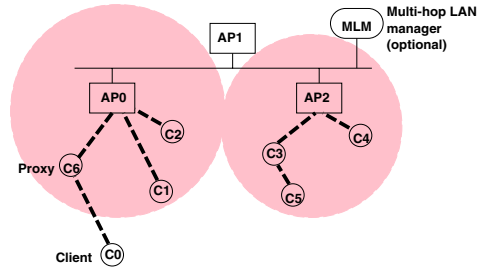 Multi-hop LAN
manager
(optional)
MLM
AP1
AP0
AP2
C2
C4
C3
Proxy
C6
C1
C5
Client
C0